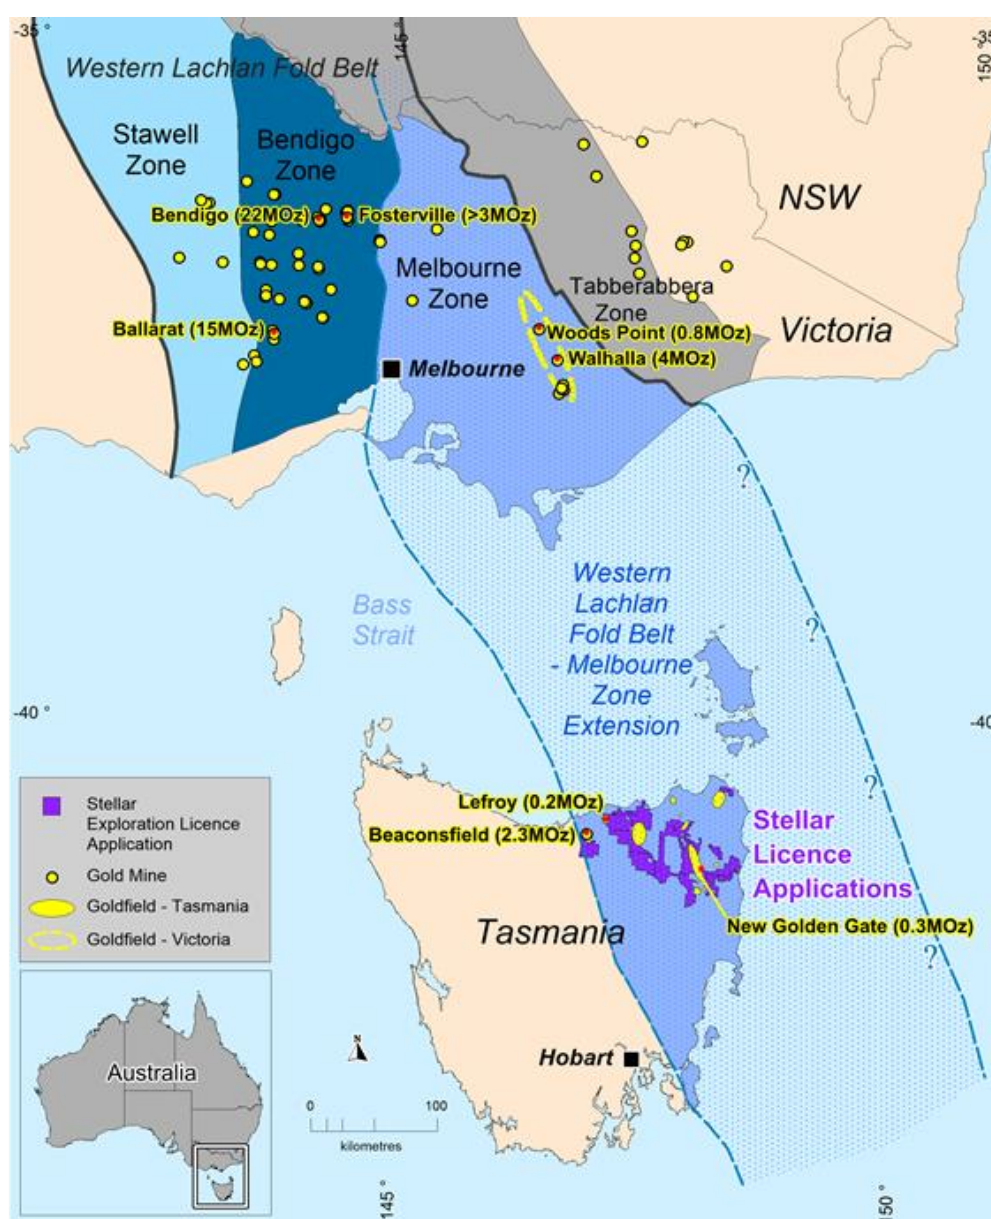 -35 °
145 °
-35
150 °
Western Lachlan Fold Belt
Stawell
Zone
Bendigo
Zone
NSW
Bendigo (22MOz)
Fosterville (>3MOz)
Melbourne
Zone
Tabberabbera
Zone
Woods Point (0.8MOz)
Victoria
Ballarat (15MOz)
Walhalla (4MOz)
Melbourne
?
Western
Lachlan
Fold Belt
- Melbourne
Zone
Extension
Bass
Strait
?
-40 °
-40
?
Stellar
Exploration Licence
Application
Gold Mine
Goldfield - Tasmania
Goldfield - Victoria
Lefroy (0.2MOz)
Beaconsfield (2.3MOz)
Stellar
Licence
Applications
New Golden Gate (0.3MOz)
Tasmania
?
Australia
N
Hobart
0 100
kilometres
145 °
150 °